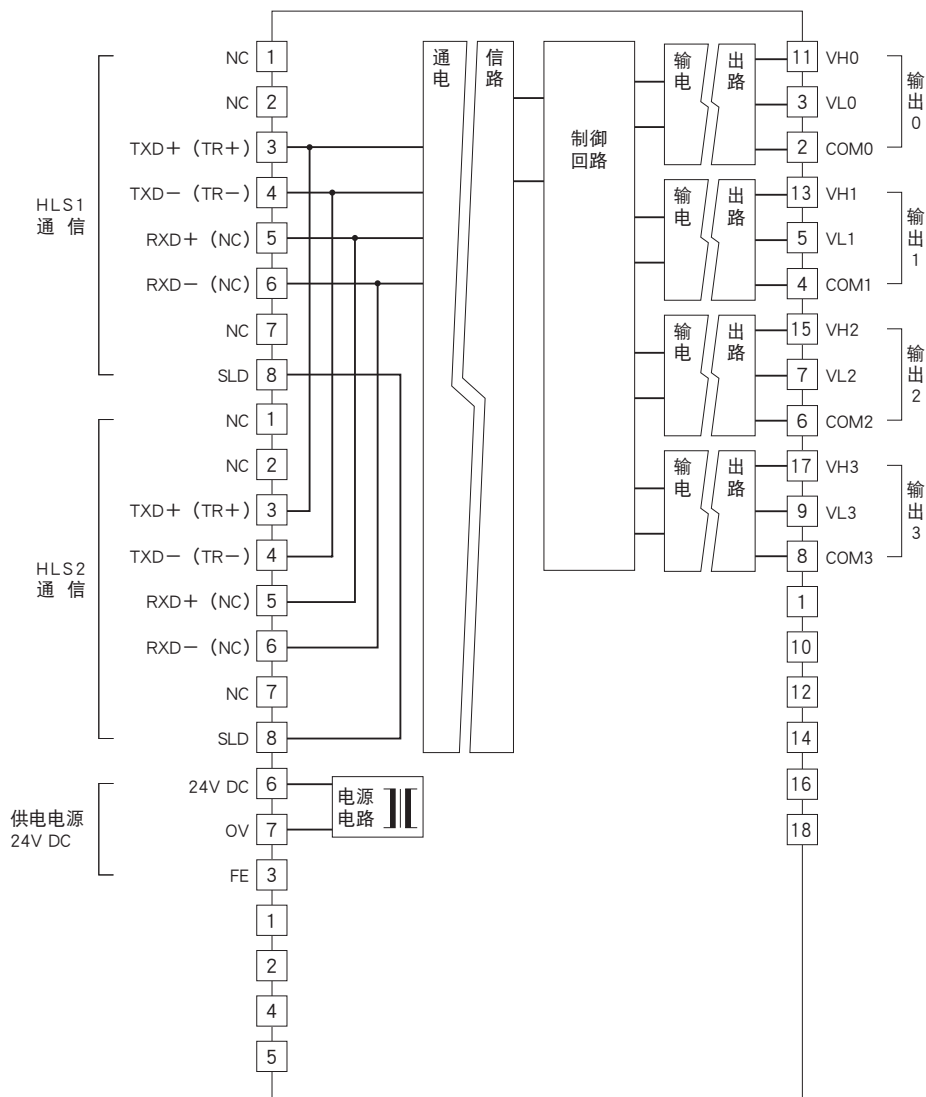 HLS1
通 信
NC 1
NC 2
TXD＋ (TR＋) 3
TXD－ (TR－) 4
RXD＋ (NC) 5
RXD－ (NC) 6
NC 7
SLD 8
HLS2
通 信
NC 1
NC 2
TXD＋ (TR＋) 3
TXD－ (TR－) 4
RXD＋ (NC) 5
RXD－ (NC) 6
NC 7
SLD 8
供电电源
24V DC
24V DC 6
0V 7
FE 3
1
2
4
5
通 信
电 路
电源
电路
制御
回路
输 出
电 路
11 VH0
3 VL0
2 COM0
输出0
输 出
电 路
13 VH1
5 VL1
4 COM1
输出1
输 出
电 路
15 VH2
7 VL2
6 COM2
输出2
输 出
电 路
17 VH3
9 VL3
8 COM3
输出3
1
10
12
14
16
18